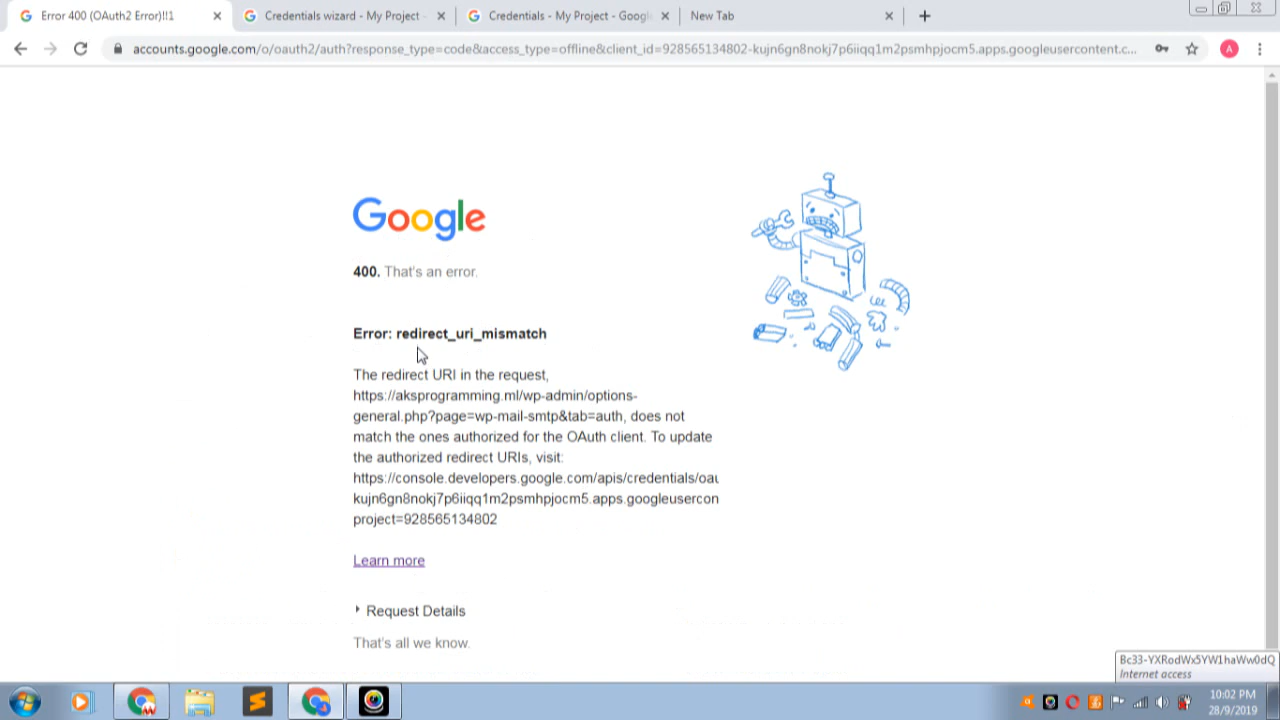 Error 400 (OAuth2 Error)!!1
Credentials wizard - My Project -
Credentials - My Project - Googl
New Tab
accounts.google.com/o/oauth2/auth?response_type=code&access_type=offline&client_id=928565134802-kujn6gn8nokj7p6iiqq1m2psmhpjocm5.apps.googleusercontent.c...
A
Google
400. That's an error.
Error: redirect_uri_mismatch
The redirect URI in the request,
https://aksprogramming.ml/wp-admin/options-
general.php?page=wp-mail-smtp&tab=auth, does not
match the ones authorized for the OAuth client. To update
the authorized redirect URIs, visit:
https://console.developers.google.com/apis/credentials/oau
kujn6gn8nokj7p6iiqq1m2psmhpjocm5.apps.googleusercon
project=928565134802
Learn more
Request Details
That's all we know.
Bc33-YXRodWx5YW1haWw0dQ
Internet access
10:02 PM
28/9/2019